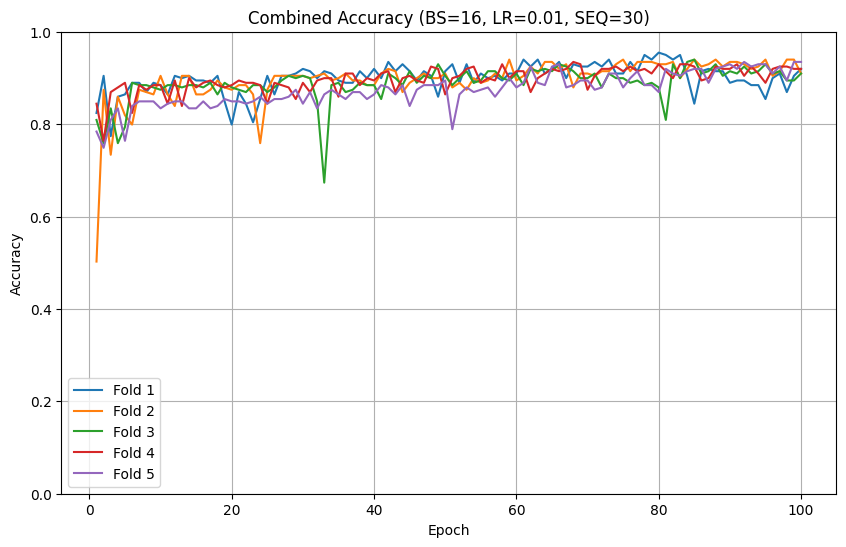 Combined Accuracy (BS=16, LR=0.01, SEQ=30)
1.0
0.8
0.6
0.4
0.2
0.0
Accuracy
Fold 1
Fold 2
Fold 3
Fold 4
Fold 5
0 20 40 60 80 100
Epoch